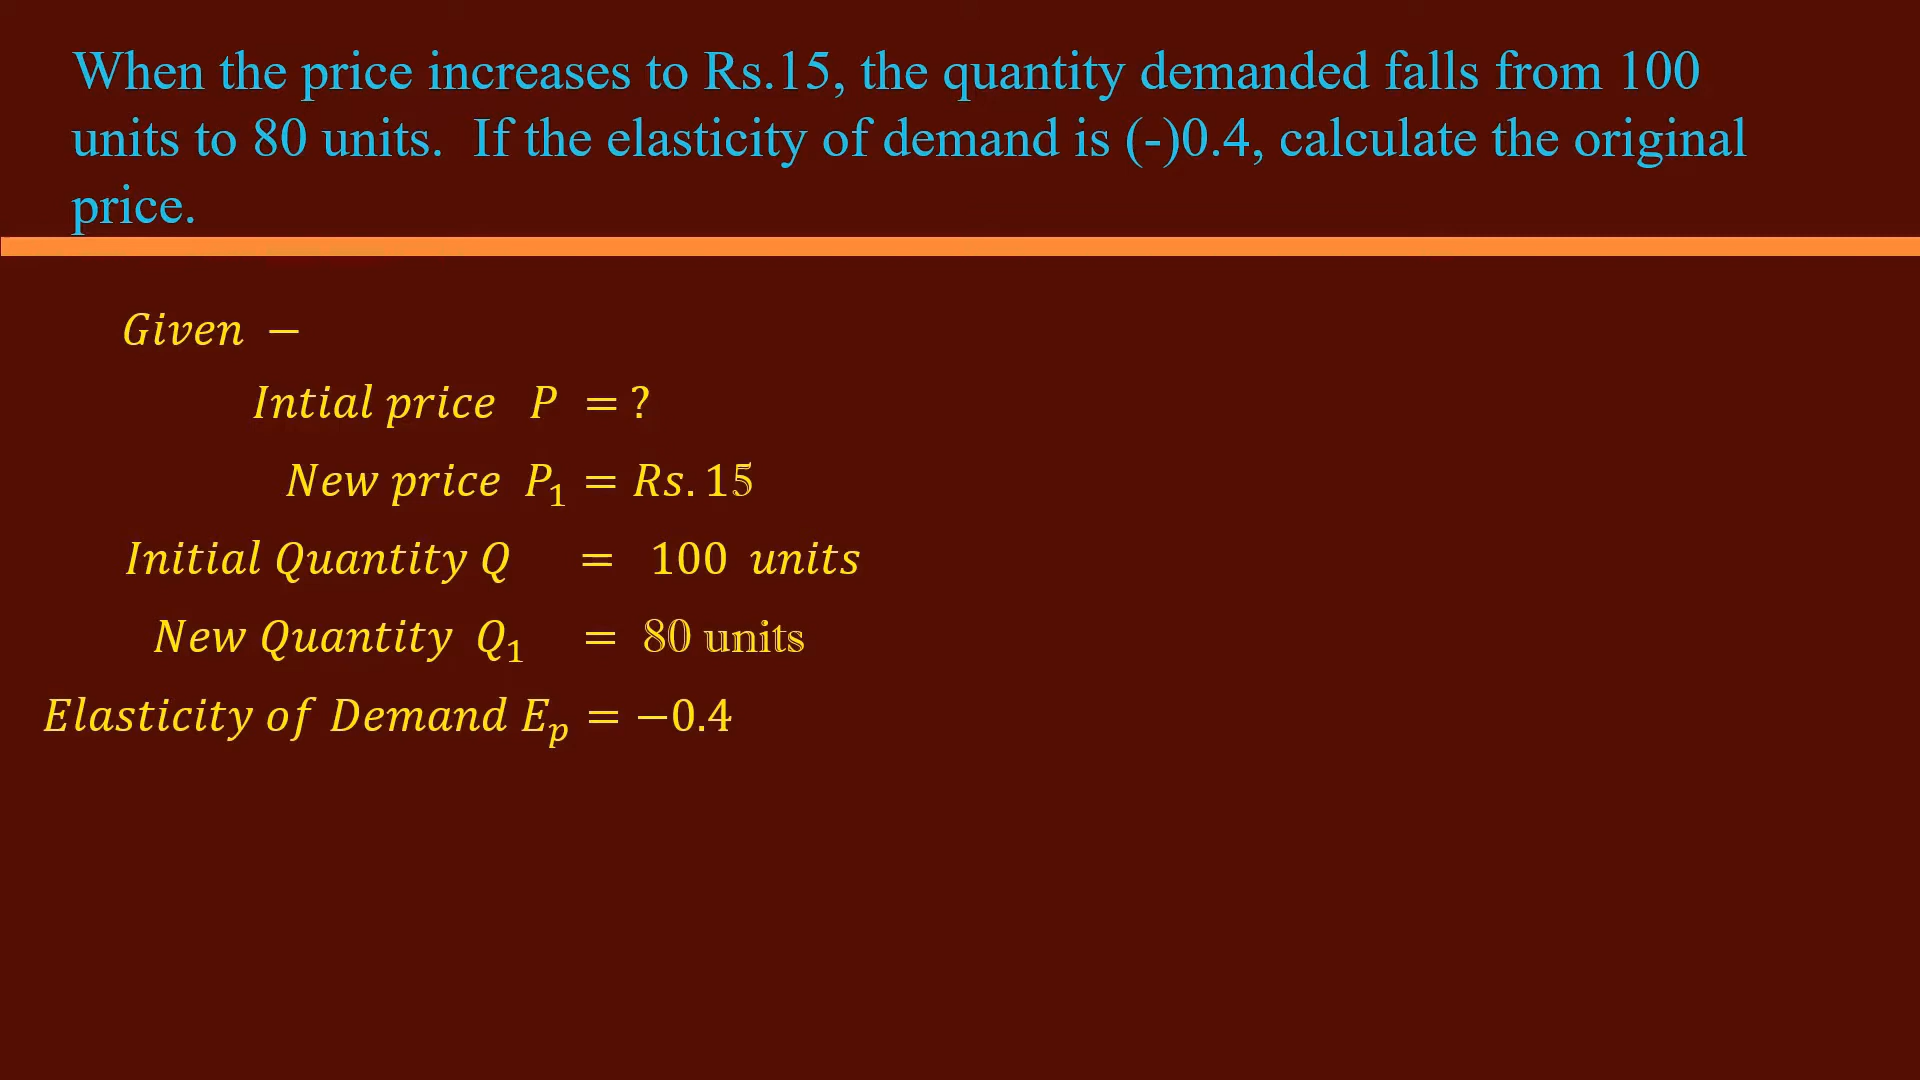 When the price increases to Rs.15, the quantity demanded falls from 100
units to 80 units.  If the elasticity of demand is (-)0.4, calculate the original
price.
Given −
Intial price P = ?
New price P₁ = Rs. 15
Initial Quantity Q = 100 units
New Quantity Q₁ = 80 units
Elasticity of Demand Eₚ = −0.4